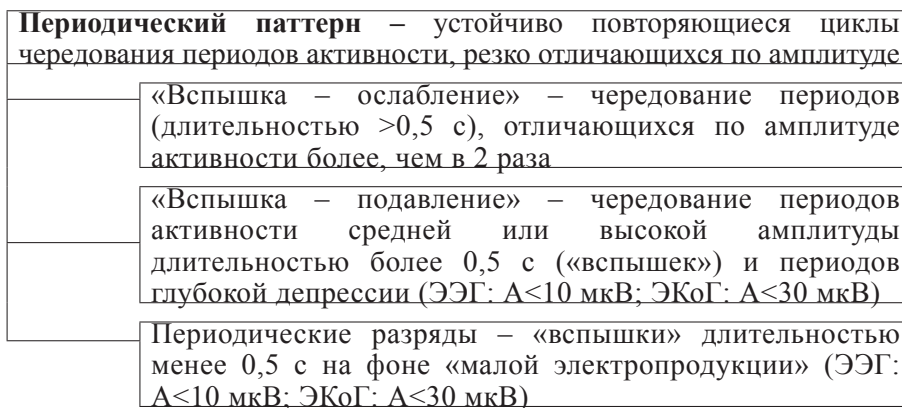 Периодический паттерн – устойчиво повторяющиеся циклы
чередования периодов активности, резко отличающихся по амплитуде
«Вспышка – ослабление» – чередование периодов
(длительностью >0,5 с), отличающихся по амплитуде
активности более, чем в 2 раза
«Вспышка – подавление» – чередование периодов
активности средней или высокой амплитуды
длительностью более 0,5 с («вспышек») и периодов
глубокой депрессии (ЭЭГ: А<10 мкВ; ЭКоГ: А<30 мкВ)
Периодические разряды – «вспышки» длительностью
менее 0,5 с на фоне «малой электропродукции» (ЭЭГ:
А<10 мкВ; ЭКоГ: А<30 мкВ)